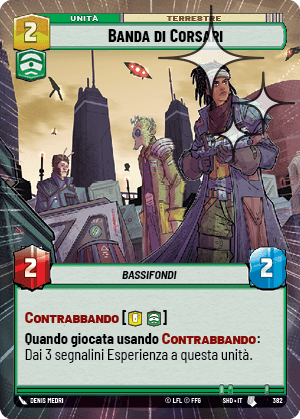 UNITÀ
TERRESTRE
2
BANDA DI CORSARI
2
2
BASSIFONDI
CONTRABBANDO [ ]
Quando giocata usando CONTRABBANDO:
Dai 3 segnalini Esperienza a questa unità.
DENIS MEDRI
© LFL © FFG
SHD • IT
382